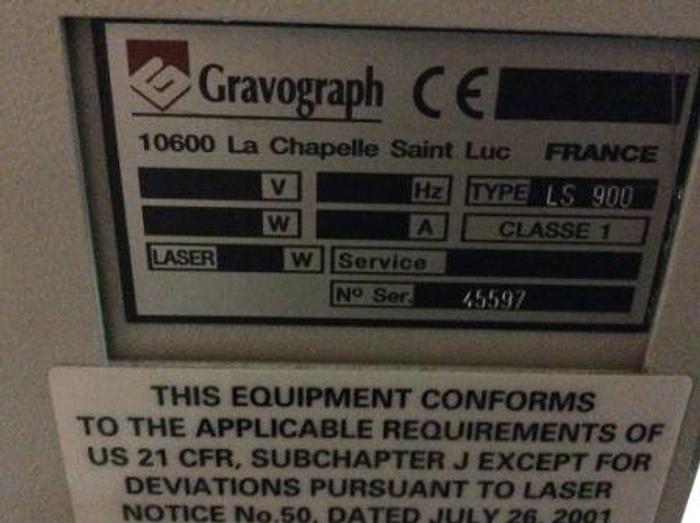 Gravograph CE
10600 La Chapelle Saint Luc FRANCE
V Hz TYPE LS 900
W A CLASSE 1
LASER W Service
Nº Ser. 45597
THIS EQUIPMENT CONFORMS
TO THE APPLICABLE REQUIREMENTS OF
US 21 CFR, SUBCHAPTER J EXCEPT FOR
DEVIATIONS PURSUANT TO LASER
NOTICE No.50, DATED JULY 26, 2001